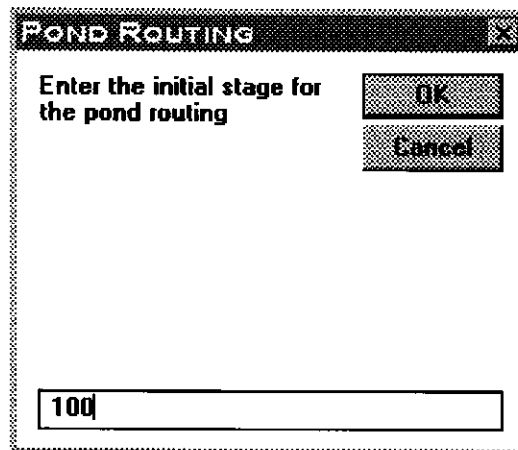 POND ROUTING
Enter the initial stage for
the pond routing
OK
Cancel
100